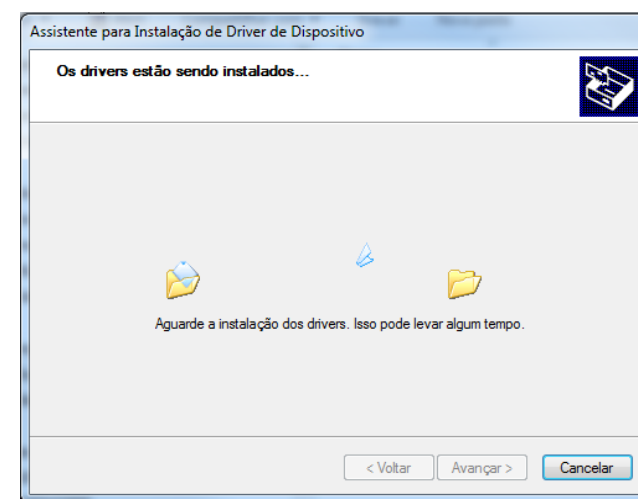 Assistente para Instalação de Driver de Dispositivo
Os drivers estão sendo instalados...
Aguarde a instalação dos drivers. Isso pode levar algum tempo.
< Voltar
Avançar >
Cancelar